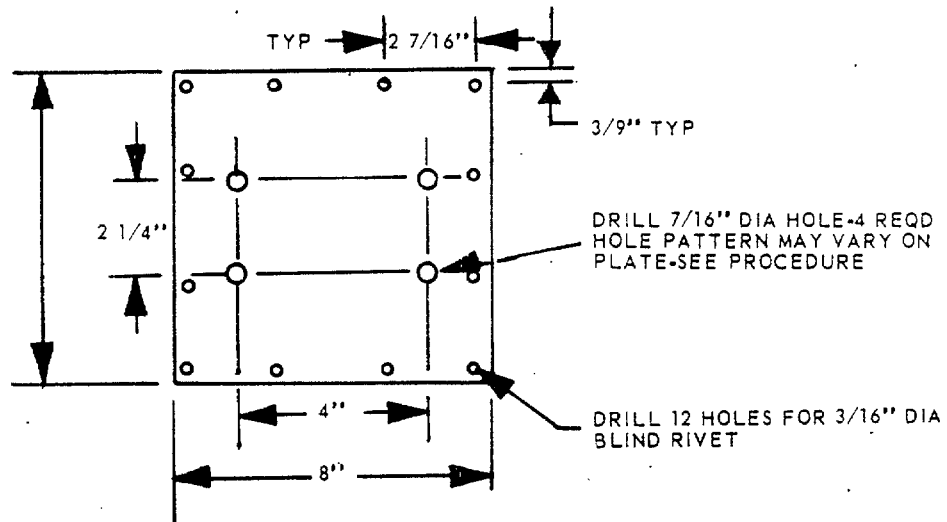 TYP 2 7/16"
3/9" TYP
2 1/4"
DRILL 7/16" DIA HOLE-4 REQD
HOLE PATTERN MAY VARY ON
PLATE-SEE PROCEDURE
4"
DRILL 12 HOLES FOR 3/16" DIA
BLIND RIVET
8"